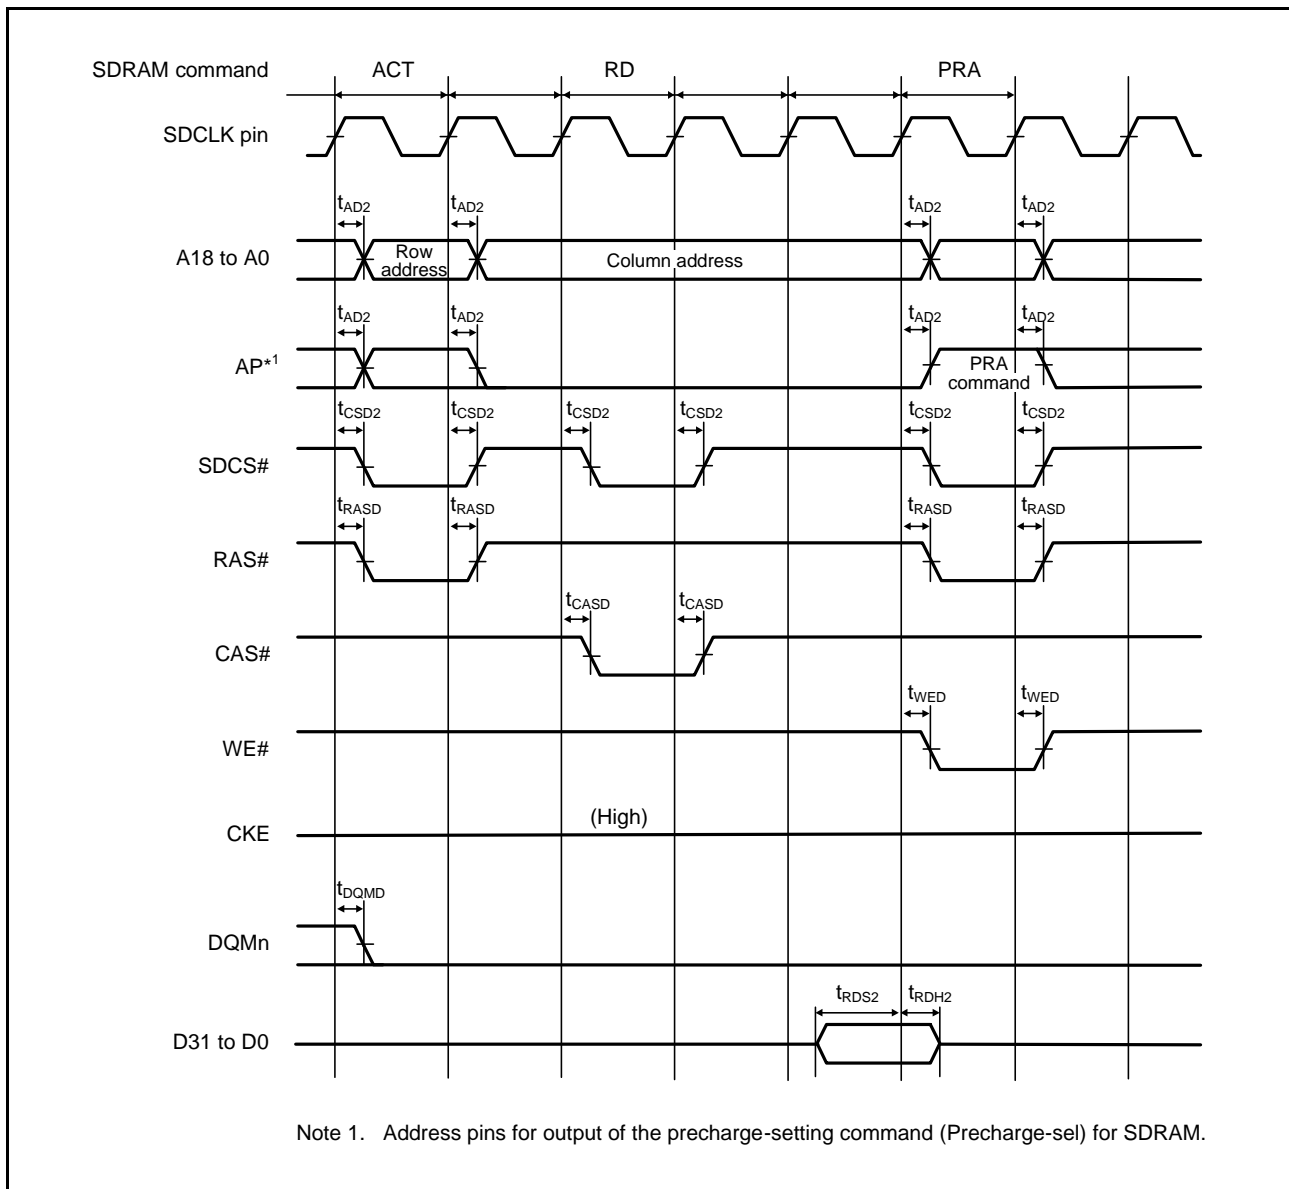 SDRAM command ACT RD PRA
SDCLK pin
tAD2 tAD2 tAD2 tAD2
A18 to A0 Row address Column address
tAD2 tAD2 tAD2 tAD2
AP*1 PRA command
tCSD2 tCSD2 tCSD2 tCSD2 tCSD2 tCSD2
SDCS#
tRASD tRASD tRASD tRASD
RAS#
tCASD tCASD
CAS#
tWED tWED
WE#
(High)
CKE
tDQMD
DQMn
tRDS2 tRDH2
D31 to D0
Note 1. Address pins for output of the precharge-setting command (Precharge-sel) for SDRAM.